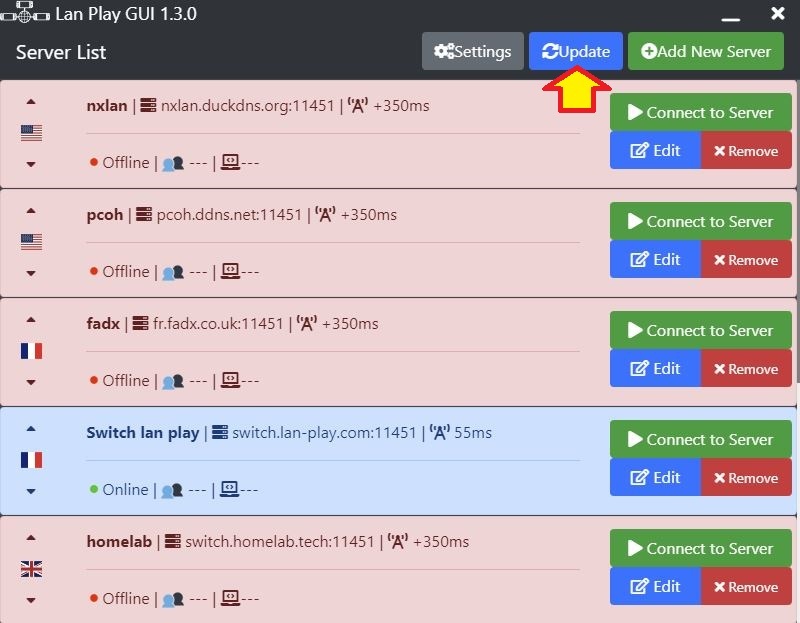 Lan Play GUI 1.3.0
Server List
Settings
Update
Add New Server
nxlan | nxlan.duckdns.org:11451 | +350ms
Connect to Server
Offline | --- | ---
Edit
Remove
pcoh | pcoh.ddns.net:11451 | +350ms
Connect to Server
Offline | --- | ---
Edit
Remove
fadx | fr.fadx.co.uk:11451 | +350ms
Connect to Server
Offline | --- | ---
Edit
Remove
Switch lan play | switch.lan-play.com:11451 | 55ms
Connect to Server
Online | --- | ---
Edit
Remove
homelab | switch.homelab.tech:11451 | +350ms
Connect to Server
Offline | --- | ---
Edit
Remove